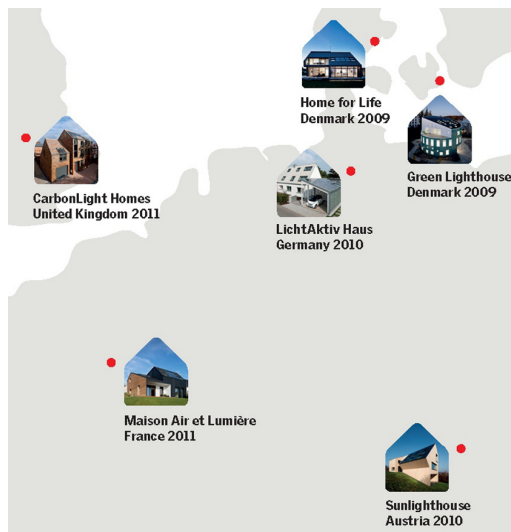 Home for Life
Denmark 2009
Green Lighthouse
Denmark 2009
CarbonLight Homes
United Kingdom 2011
LichtAktiv Haus
Germany 2010
Maison Air et Lumière
France 2011
Sunlighthouse
Austria 2010